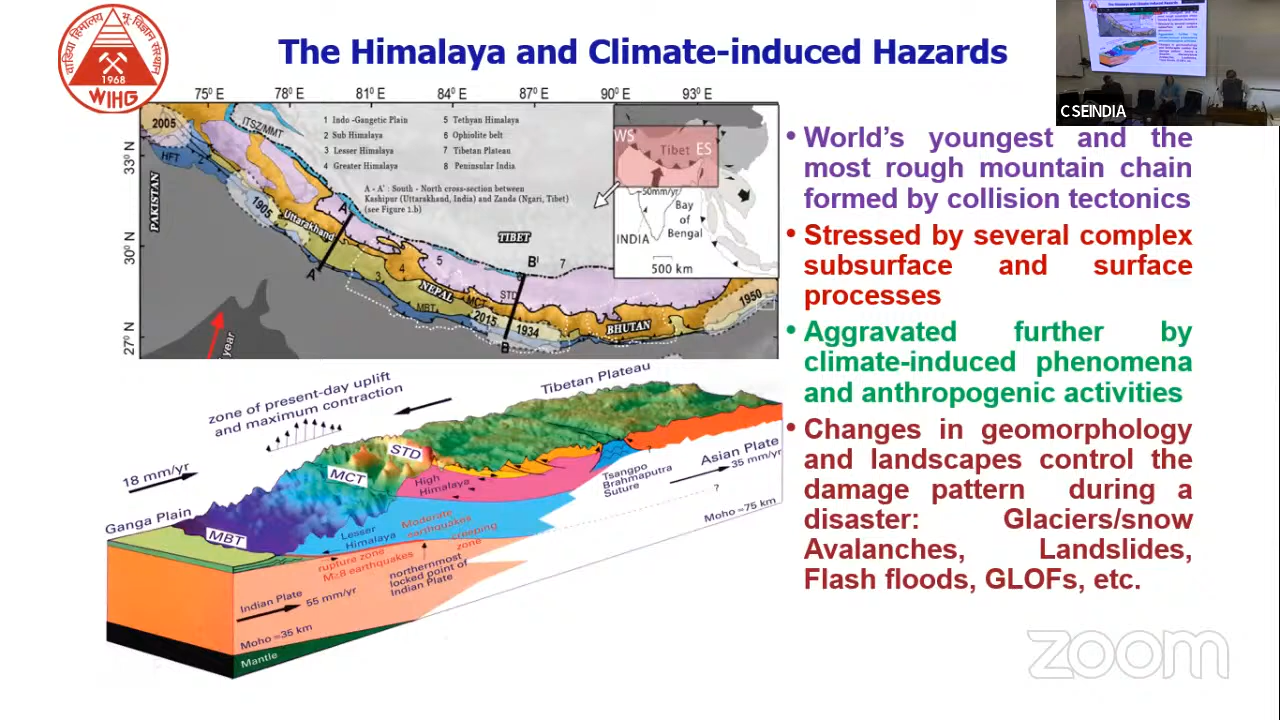 The Himalaya and Climate-induced Hazards
वाडिया हिमालय भू-विज्ञान संस्थान
1968
WIHG
CSEINDIA
75°E 78°E 81°E 84°E 87°E 90°E 93°E
33°N
30°N
27°N
1 Indo-Gangetic Plain
2 Sub Himalaya
3 Lesser Himalaya
4 Greater Himalaya
5 Tethyan Himalaya
6 Ophiolite belt
7 Tibetan Plateau
8 Peninsular India
A - A' : South - North cross-section between
Kashipur (Uttarakhand, India) and Zanda (Ngari, Tibet)
(see Figure 1.b)
2005
ITSZ/MMT
HFT
2
PAKISTAN
1905
Uttarakhand
A'
A
TIBET
B'
7
5
4
3
NEPAL
MCT
STD
MBT
2015
1934
B
BHUTAN
1950
year
WS
Tibet
ES
~50mm/yr
Bay
of
Bengal
INDIA
500 km
zone of present-day uplift
and maximum contraction
Tibetan Plateau
18 mm/yr
STD
MCT
MBT
Ganga Plain
High
Himalaya
Lesser
Himalaya
Moderate
earthquakes
creeping
zone
rupture zone
M≥8 earthquakes
northernmost
locked point of
Indian Plate
Tsangpo
Brahmaputra
Suture
Asian Plate
35 mm/yr
?
?
Moho ≈75 km
Indian Plate
55 mm/yr
Moho ≈35 km
Mantle
• World's youngest and the
most rough mountain chain
formed by collision tectonics
• Stressed by several complex
subsurface and surface
processes
• Aggravated further by
climate-induced phenomena
and anthropogenic activities
• Changes in geomorphology
and landscapes control the
damage pattern during a
disaster: Glaciers/snow
Avalanches, Landslides,
Flash floods, GLOFs, etc.
zoom